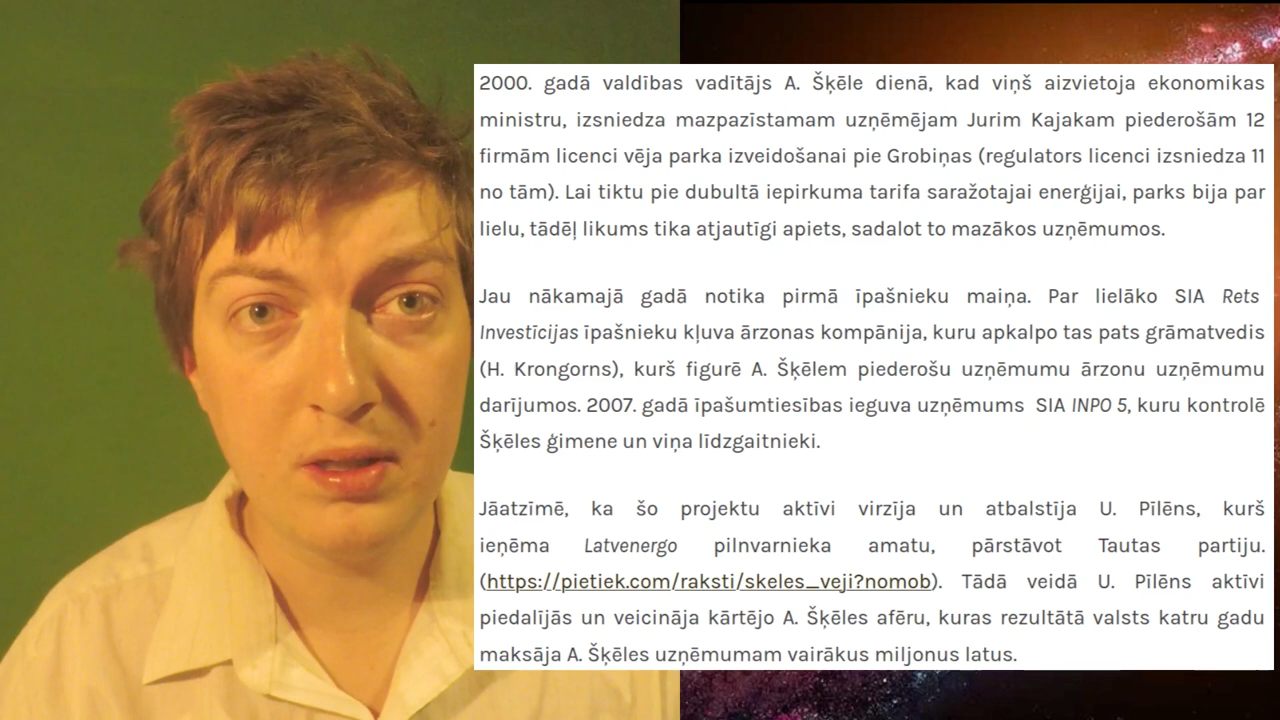 2000. gadā valdības vadītājs A. Šķēle dienā, kad viņš aizvietoja ekonomikas
ministru, izsniedza mazpazīstamam uzņēmējam Jurim Kajakam piederošām 12
firmām licenci vēja parka izveidošanai pie Grobiņas (regulators licenci izsniedza 11
no tām). Lai tiktu pie dubultā iepirkuma tarifa saražotajai enerģijai, parks bija par
lielu, tādēļ likums tika atjautīgi apiets, sadalot to mazākos uzņēmumos.
Jau nākamajā gadā notika pirmā īpašnieku maiņa. Par lielāko SIA Rets
Investīcijas īpašnieku kļuva ārzonas kompānija, kuru apkalpo tas pats grāmatvedis
(H. Krongorns), kurš figurē A. Šķēlem piederošu uzņēmumu ārzonu uzņēmumu
darījumos. 2007. gadā īpašumtiesības ieguva uzņēmums SIA INPO 5, kuru kontrolē
Šķēles ģimene un viņa līdzgaitnieki.
Jāatzīmē, ka šo projektu aktīvi virzīja un atbalstīja U. Pīlēns, kurš
ieņēma Latvenergo pilnvarnieka amatu, pārstāvot Tautas partiju.
(https://pietiek.com/raksti/skeles_veji?nomob). Tādā veidā U. Pīlēns aktīvi
piedalījās un veicināja kārtējo A. Šķēles afēru, kuras rezultātā valsts katru gadu
maksāja A. Šķēles uzņēmumam vairākus miljonus latus.